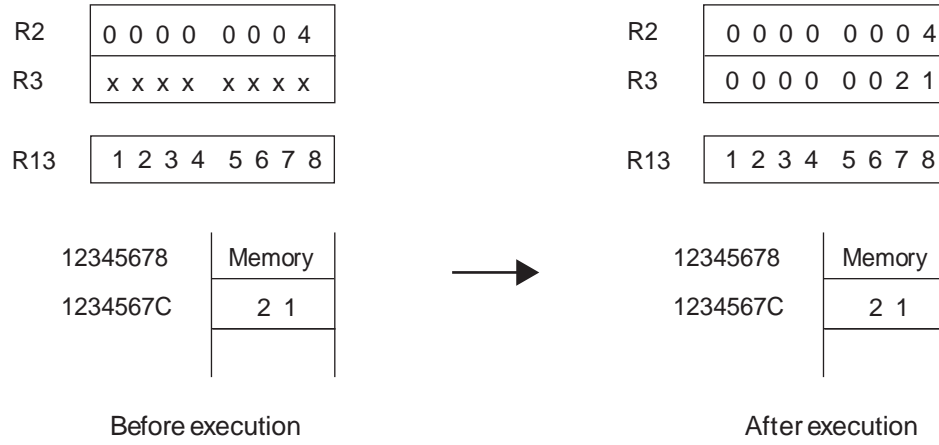 R2 0 0 0 0 0 0 0 4
R3 x x x x x x x x
R13 1 2 3 4 5 6 7 8
12345678 Memory
1234567C 2 1
Before execution
R2 0 0 0 0 0 0 0 4
R3 0 0 0 0 0 0 2 1
R13 1 2 3 4 5 6 7 8
12345678 Memory
1234567C 2 1
After execution